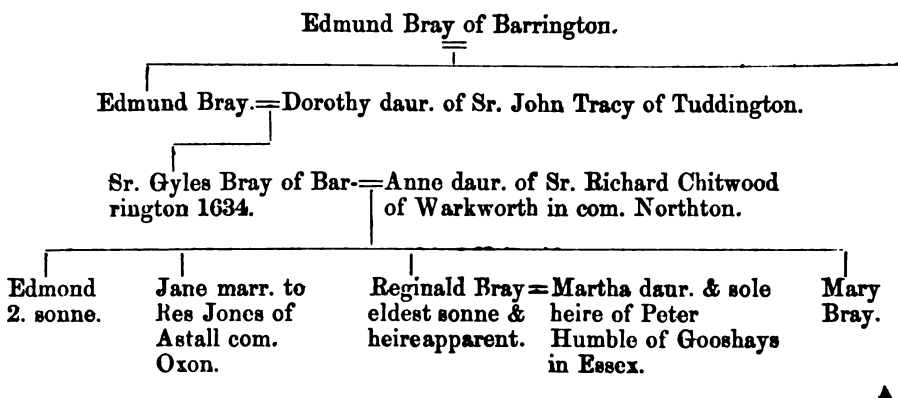 Edmund Bray of Barrington.
Edmund Bray.=Dorothy daur. of Sr. John Tracy of Tuddington.
Sr. Gyles Bray of Bar-=Anne daur. of Sr. Richard Chitwood
rington 1634. of Warkworth in com. Northton.
Edmond
2. sonne.
Jane marr. to
Res Jones of
Astall com.
Oxon.
Reginald Bray=Martha daur. & sole
eldest sonne & heire of Peter
heire apparent. Humble of Gooshays
in Essex.
Mary
Bray.